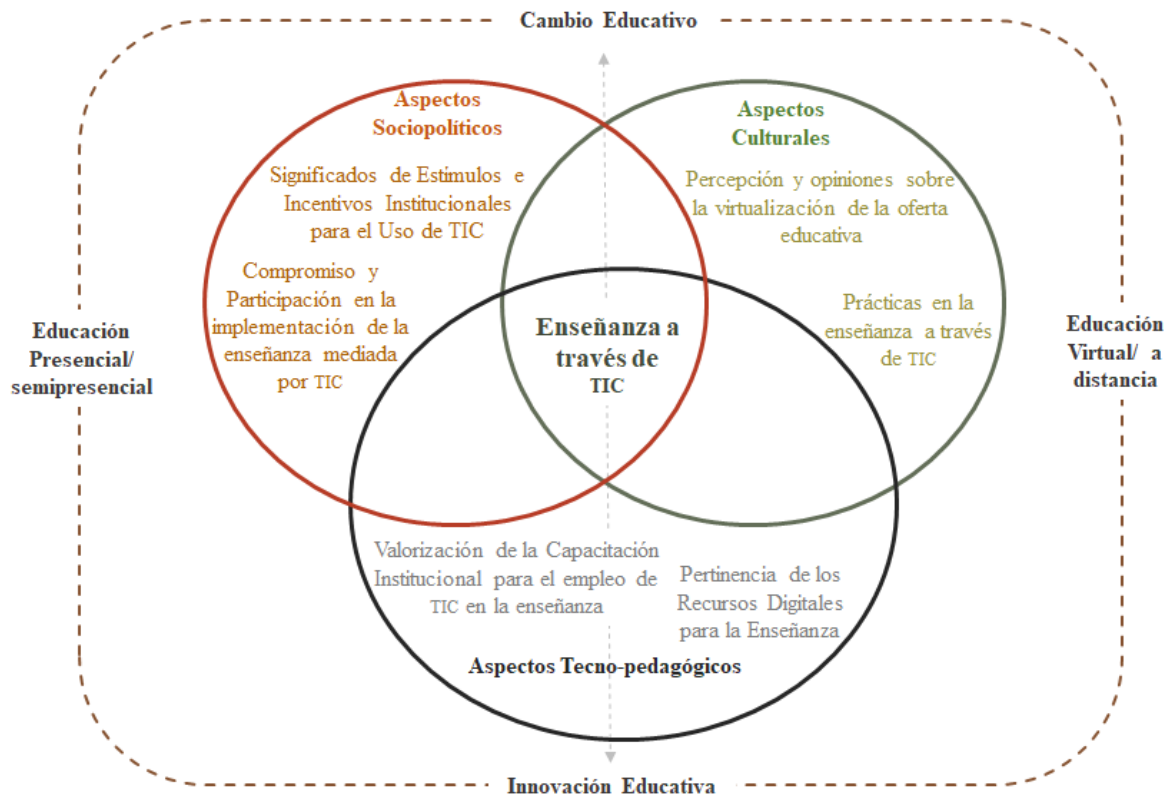 Cambio Educativo
Aspectos
Sociopolíticos
Significados de Estimulos e
Incentivos Institucionales
para el Uso de TIC
Compromiso y
Participación en la
implementación de la
enseñanza mediada
por TIC
Aspectos
Culturales
Percepción y opiniones sobre
la virtualización de la oferta
educativa
Prácticas en la
enseñanza a través
de TIC
Educación
Presencial/
semipresencial
Enseñanza a
través de
TIC
Educación
Virtual/ a
distancia
Valorización de la Capacitación
Institucional para el empleo de
TIC en la enseñanza
Pertinencia de los
Recursos Digitales
para la Enseñanza
Aspectos Tecno-pedagógicos
Innovación Educativa